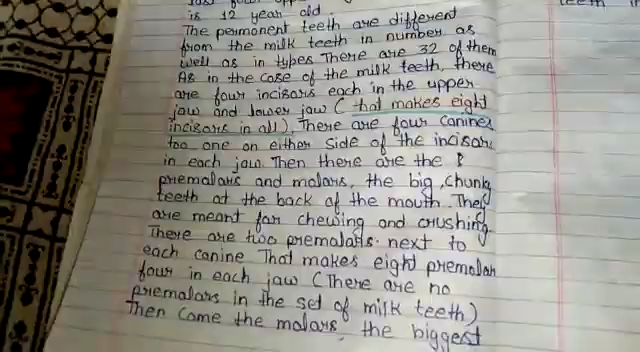 is 12 year old
The permonent teeth are different
from the milk teeth in number as
well as in types There are 32 of them
As in the case of the milk teeth, there
are four incisors each in the upper
jaw and lower jaw ( that makes eight
incisors in all). There are four canines
too one on either side of the incisors
in each jaw. Then there are the
premolars and molars, the big, chunky
teeth at the back of the mouth. They
are meant for chewing and crushing.
There are two premolars next to
each canine That makes eight premolar
four in each jaw (There are no
premolars in the set of milk teeth)
Then came the molars, the biggest
teeth